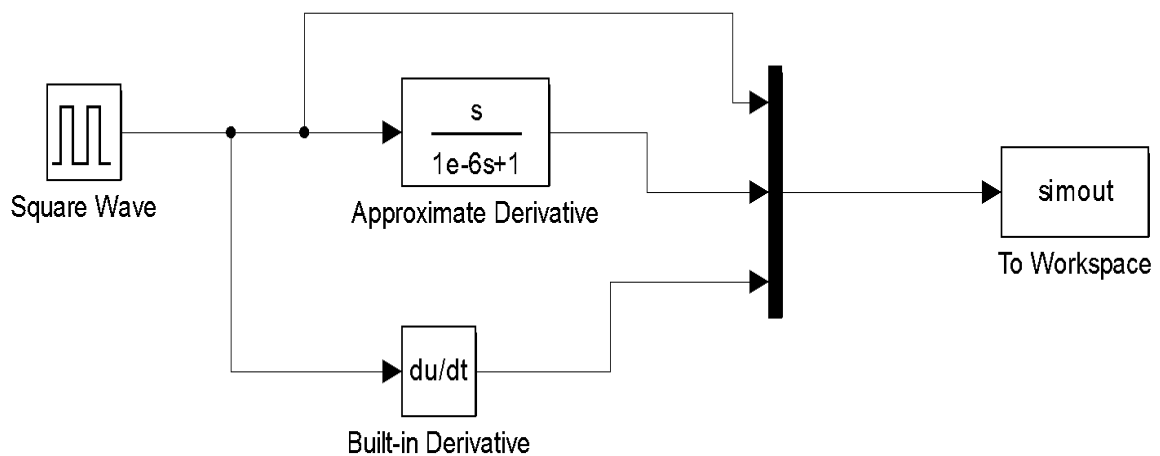 s
1e-6s+1
Square Wave
Approximate Derivative
simout
To Workspace
du/dt
Built-in Derivative